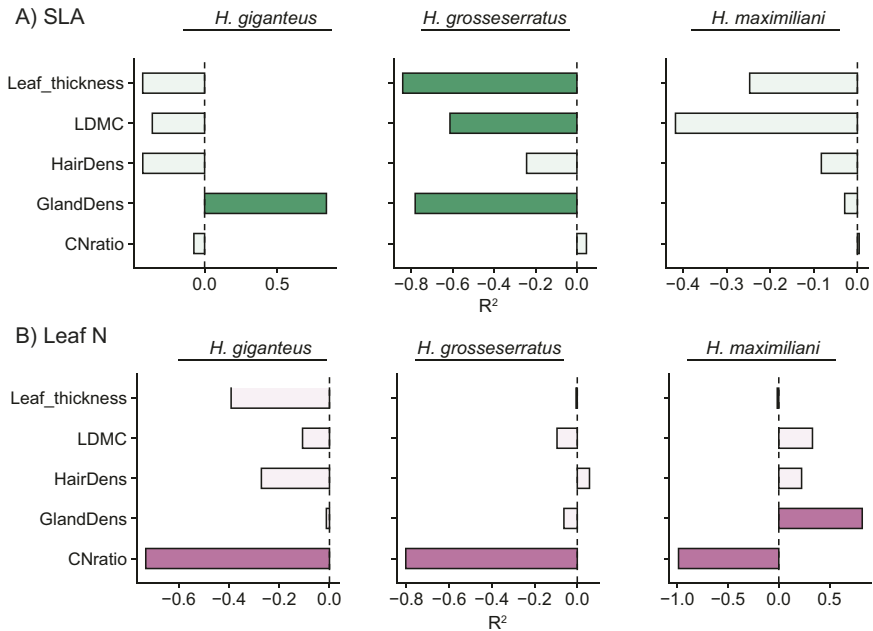 A) SLA
H. giganteus
H. grosseserratus
H. maximiliani
Leaf_thickness
LDMC
HairDens
GlandDens
CNratio
0.0 0.5
−0.8 −0.6 −0.4 −0.2 0.0
−0.4 −0.3 −0.2 −0.1 0.0
R²
B) Leaf N
H. giganteus
H. grosseserratus
H. maximiliani
Leaf_thickness
LDMC
HairDens
GlandDens
CNratio
−0.6 −0.4 −0.2 0.0
−0.8 −0.6 −0.4 −0.2 0.0
−1.0 −0.5 0.0 0.5
R²